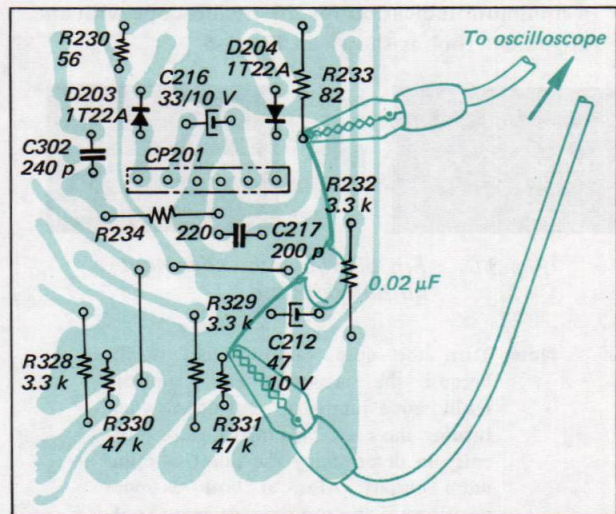 R230
56
D204
1T22A
To oscilloscope
C216
33/10 V
R233
82
D203
1T22A
C302
240 p
CP201
R232
3.3 k
R234
220
C217
200 p
0.02 µF
R329
3.3 k
C212
47
10 V
R328
3.3 k
R330
47 k
R331
47 k